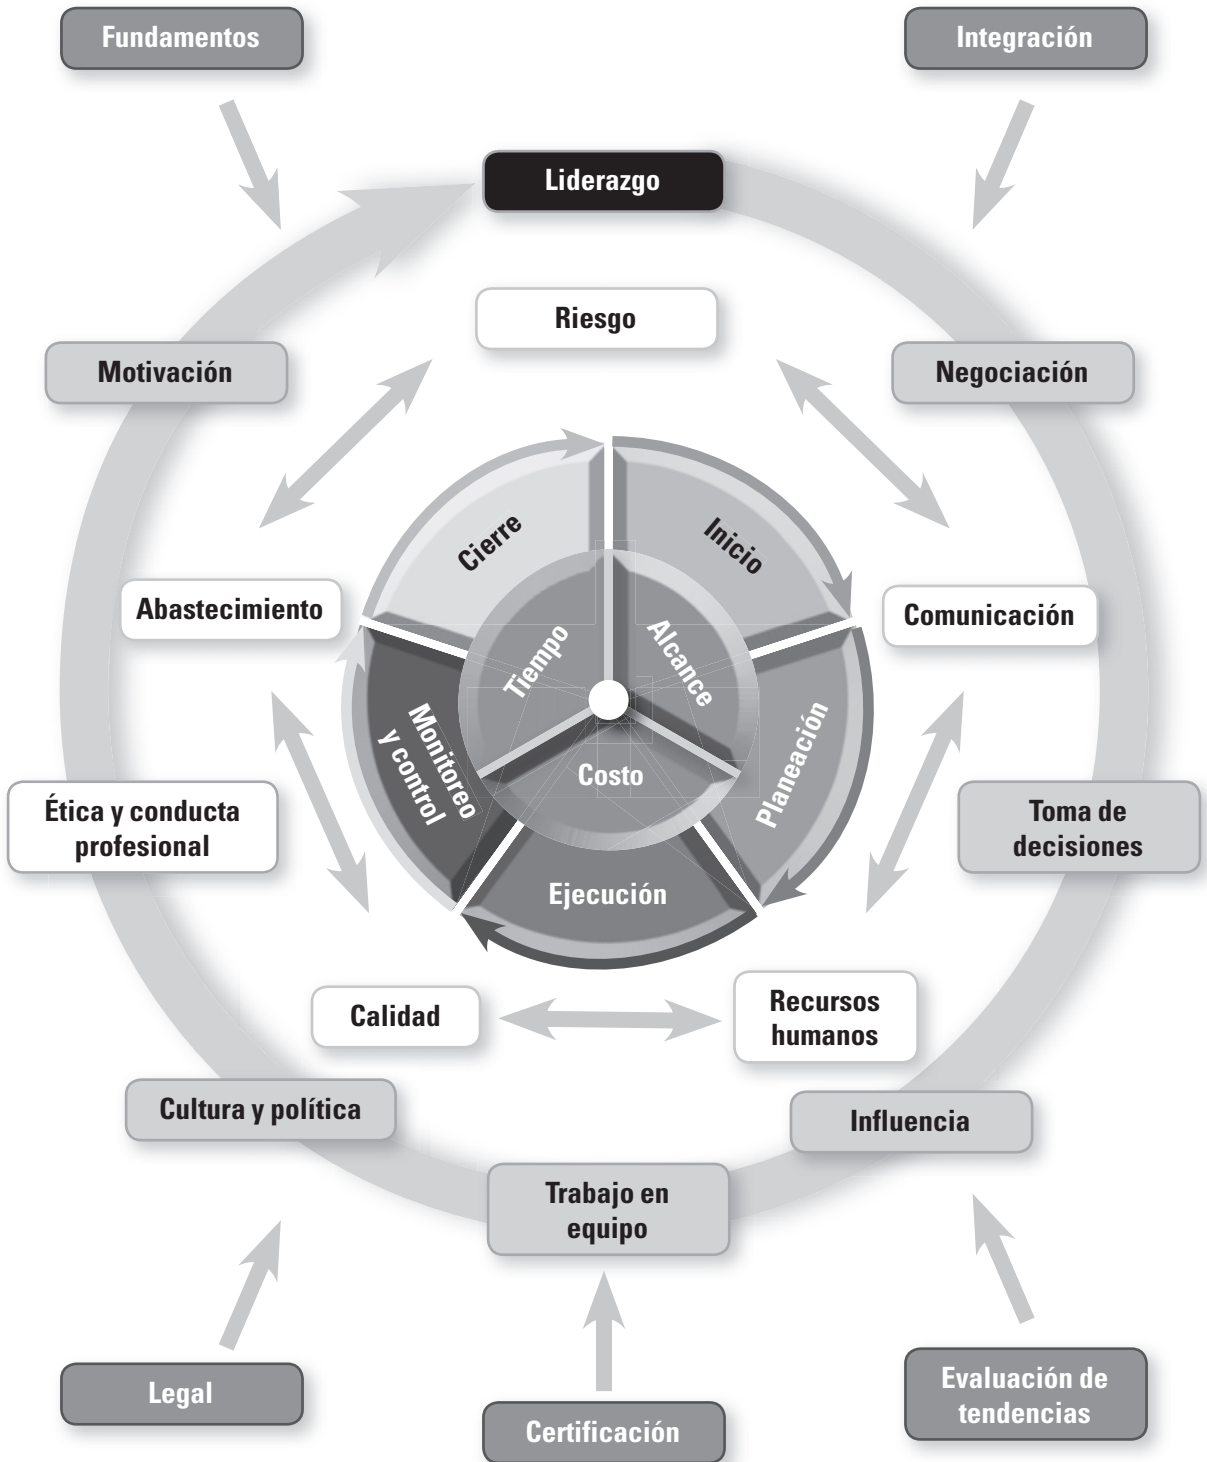 Fundamentos
Integración
Liderazgo
Riesgo
Motivación
Negociación
Cierre
Inicio
Abastecimiento
Comunicación
Tiempo
Alcance
Monitoreo
y control
Planeación
Costo
Ética y conducta
profesional
Toma de
decisiones
Ejecución
Calidad
Recursos
humanos
Cultura y política
Influencia
Trabajo en
equipo
Legal
Certificación
Evaluación de
tendencias